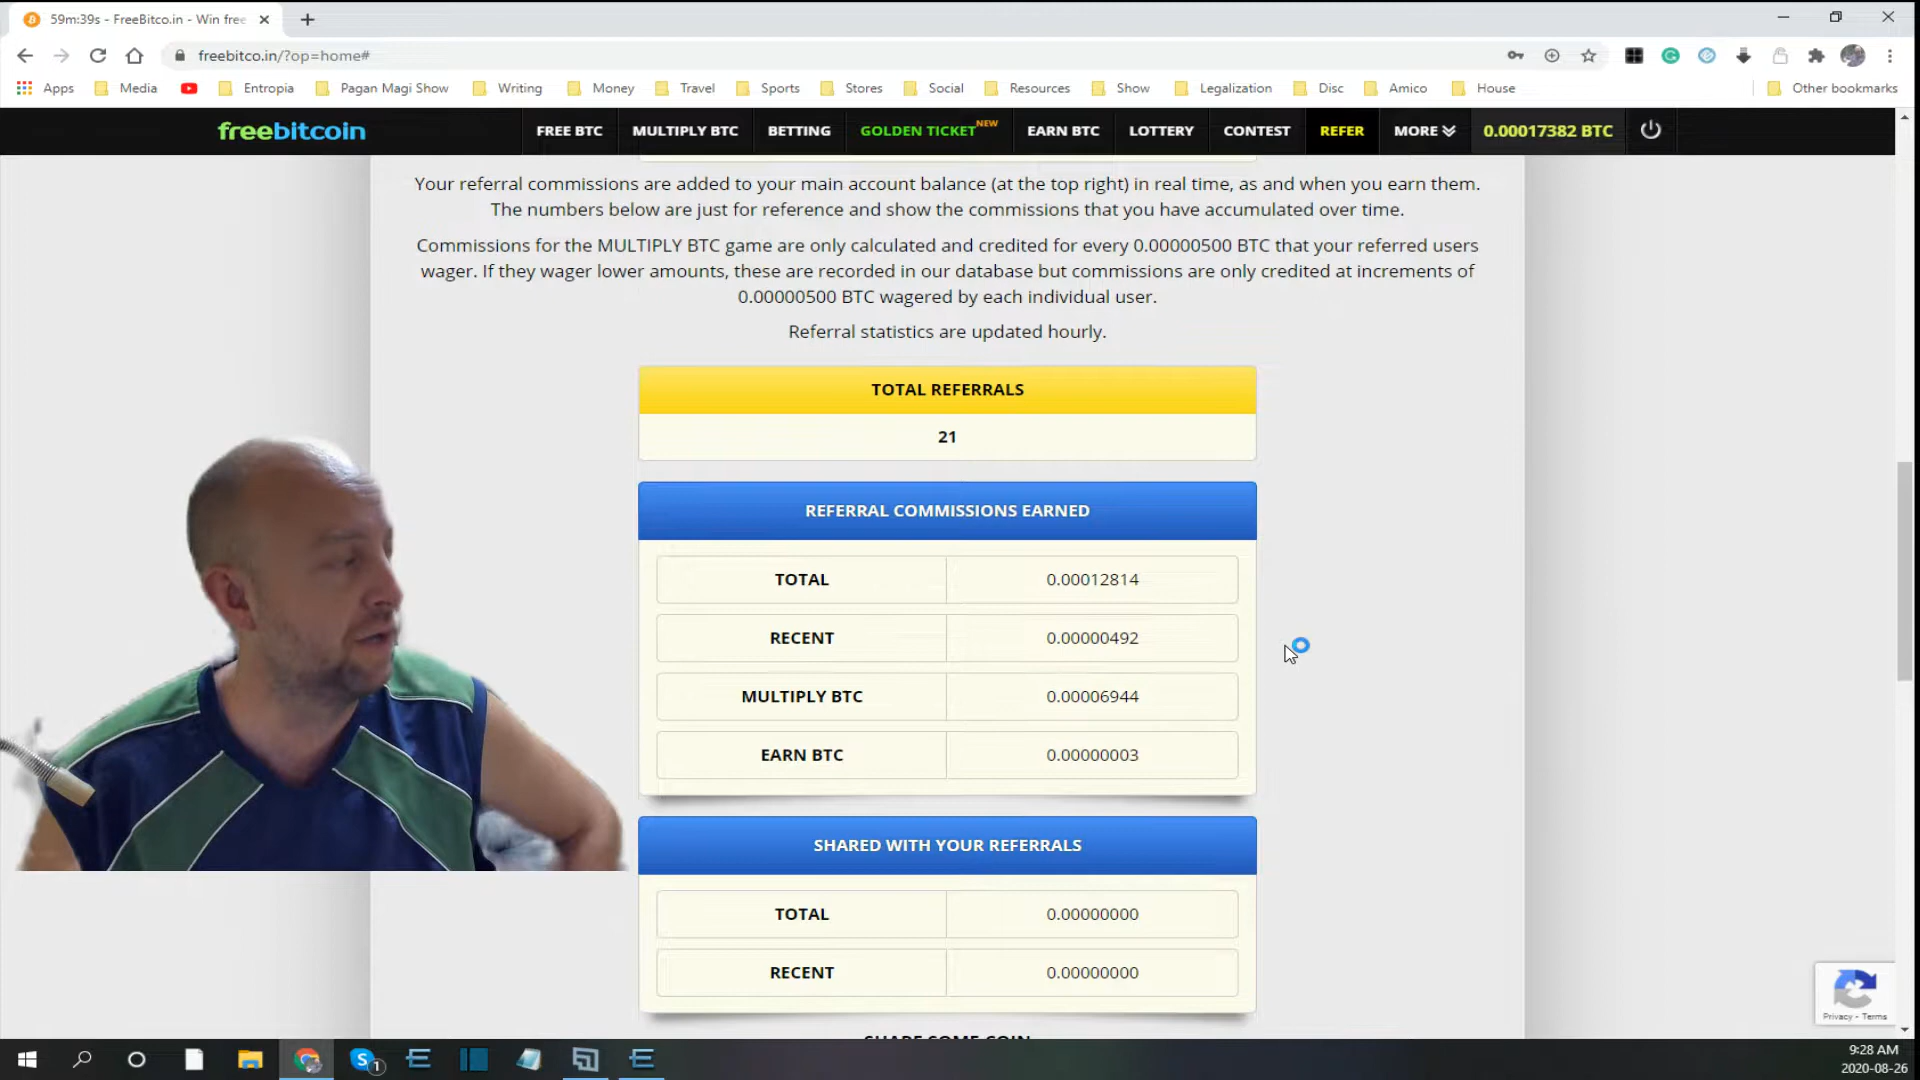 59m:39s - FreeBitco.in - Win free
freebitco.in/?op=home#
Apps Media Entropia Pagan Magi Show Writing Money Travel Sports Stores Social Resources Show Legalization Disc Amico House Other bookmarks
freebitcoin FREE BTC MULTIPLY BTC BETTING GOLDEN TICKET NEW EARN BTC LOTTERY CONTEST REFER MORE 0.00017382 BTC
Your referral commissions are added to your main account balance (at the top right) in real time, as and when you earn them.
The numbers below are just for reference and show the commissions that you have accumulated over time.
Commissions for the MULTIPLY BTC game are only calculated and credited for every 0.00000500 BTC that your referred users
wager. If they wager lower amounts, these are recorded in our database but commissions are only credited at increments of
0.00000500 BTC wagered by each individual user.
Referral statistics are updated hourly.
TOTAL REFERRALS
21
REFERRAL COMMISSIONS EARNED
TOTAL 0.00012814
RECENT 0.00000492
MULTIPLY BTC 0.00006944
EARN BTC 0.00000003
SHARED WITH YOUR REFERRALS
TOTAL 0.00000000
RECENT 0.00000000
SHARE SOME COIN
Privacy - Terms
1
9:28 AM
2020-08-26